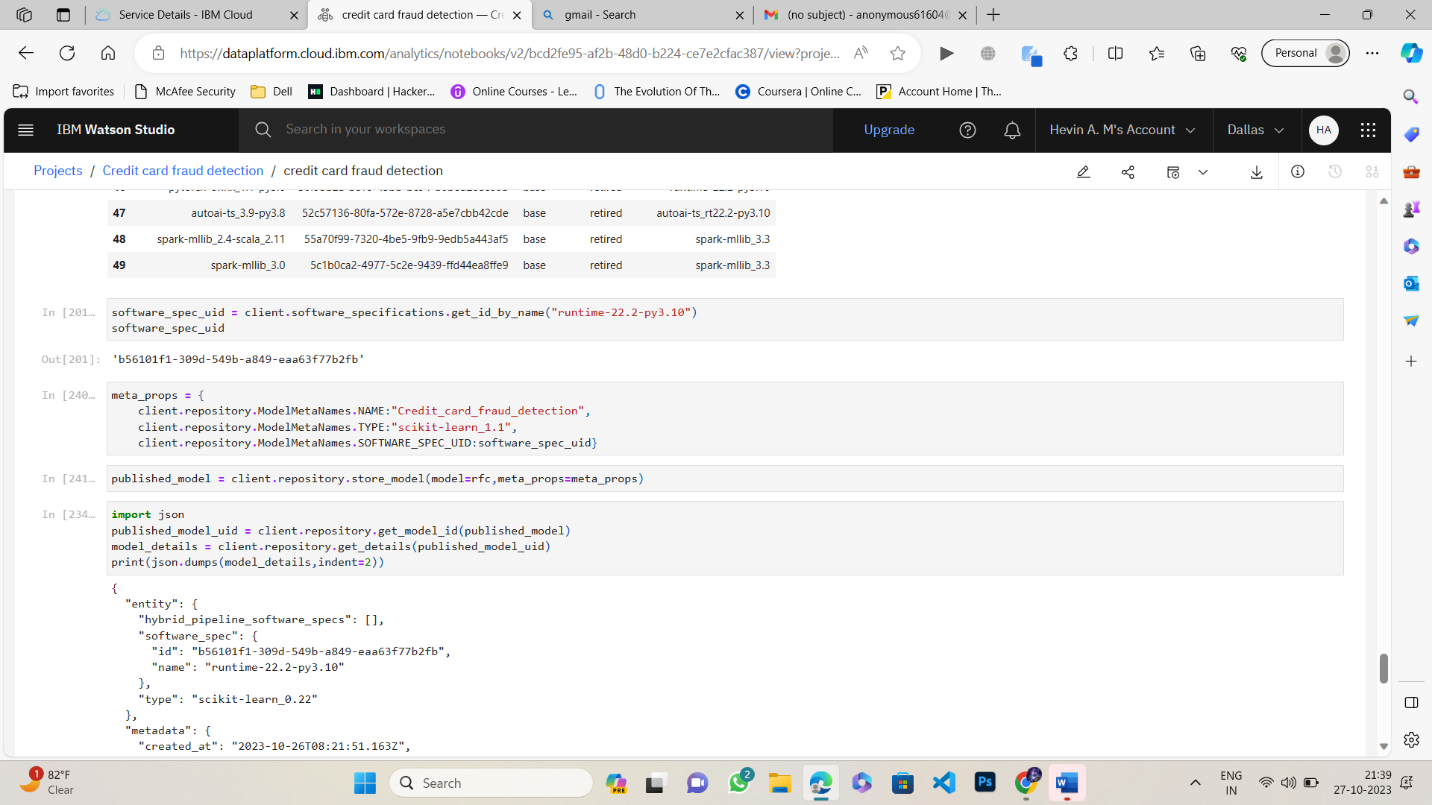 Service Details - IBM Cloud
credit card fraud detection — Cr
gmail - Search
(no subject) - anonymous61604@
https://dataplatform.cloud.ibm.com/analytics/notebooks/v2/bcd2fe95-af2b-48d0-b224-ce7e2cfac387/view?proje...
Personal
Import favorites
McAfee Security
Dell
Dashboard | Hacker...
Online Courses - Le...
The Evolution Of Th...
Coursera | Online C...
Account Home | Th...
IBM Watson Studio
Search in your workspaces
Upgrade
Hevin A. M's Account
Dallas
HA
Projects / Credit card fraud detection / credit card fraud detection
47 autoai-ts_3.9-py3.8 52c57136-80fa-572e-8728-a5e7cbb42cde base retired autoai-ts_rt22.2-py3.10
48 spark-mllib_2.4-scala_2.11 55a70f99-7320-4be5-9fb9-9edb5a443af5 base retired spark-mllib_3.3
49 spark-mllib_3.0 5c1b0ca2-4977-5c2e-9439-ffd44ea8ffe9 base retired spark-mllib_3.3
In [201... software_spec_uid = client.software_specifications.get_id_by_name("runtime-22.2-py3.10")
software_spec_uid
Out[201]: 'b56101f1-309d-549b-a849-eaa63f77b2fb'
In [240... meta_props = {
client.repository.ModelMetaNames.NAME:"Credit_card_fraud_detection",
client.repository.ModelMetaNames.TYPE:"scikit-learn_1.1",
client.repository.ModelMetaNames.SOFTWARE_SPEC_UID:software_spec_uid}
In [241... published_model = client.repository.store_model(model=rfc,meta_props=meta_props)
In [234... import json
published_model_uid = client.repository.get_model_id(published_model)
model_details = client.repository.get_details(published_model_uid)
print(json.dumps(model_details,indent=2))
{
"entity": {
"hybrid_pipeline_software_specs": [],
"software_spec": {
"id": "b56101f1-309d-549b-a849-eaa63f77b2fb",
"name": "runtime-22.2-py3.10"
},
"type": "scikit-learn_0.22"
},
"metadata": {
"created_at": "2023-10-26T08:21:51.163Z",
1
82°F
Clear
Search
PRE
2
Ps
ENG
IN
21:39
27-10-2023